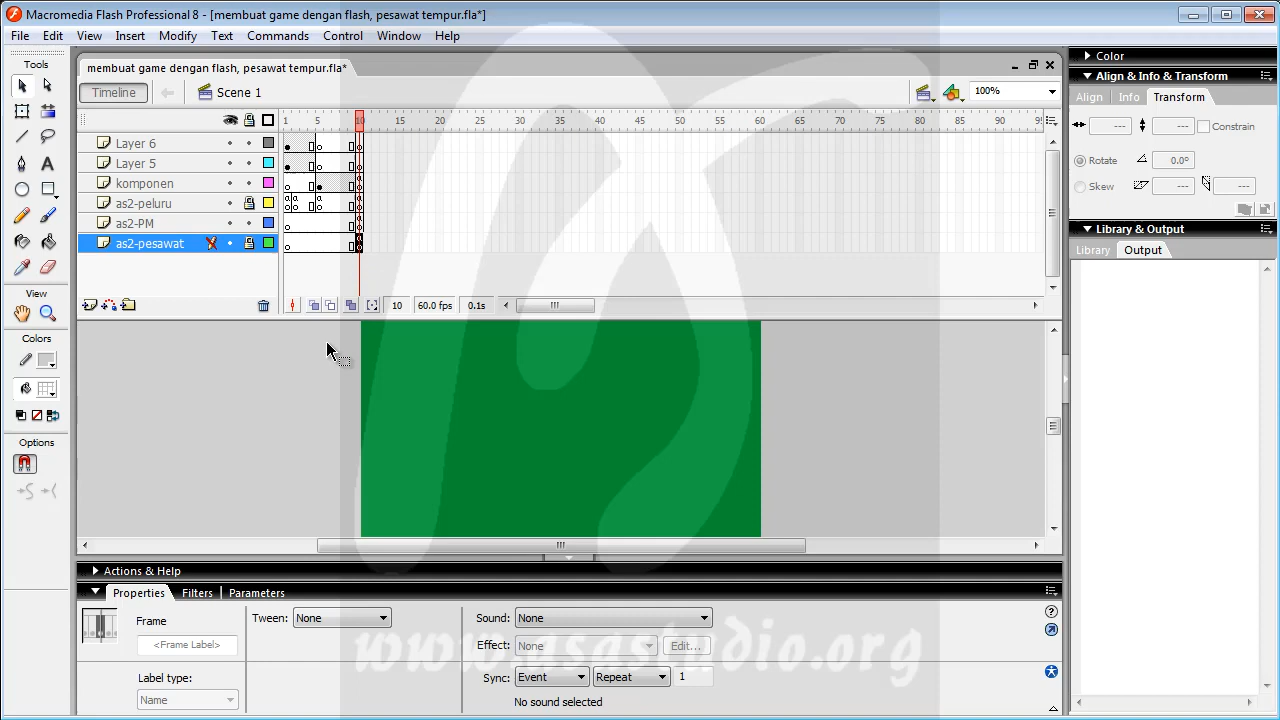 Macromedia Flash Professional 8 - [membuat game dengan flash, pesawat tempur.fla*]
File Edit View Insert Modify Text Commands Control Window Help
Tools
View
Colors
Options
membuat game dengan flash, pesawat tempur.fla*
Timeline
Scene 1
100%
1 5 10 15 20 25 30 35 40 45 50 55 60 65 70 75 80 85 90
Layer 6
Layer 5
komponen
as2-peluru
as2-PM
as2-pesawat
10 60.0 fps 0.1s
Actions & Help
Properties Filters Parameters
Frame
<Frame Label>
Label type:
Name
Tween: None
Sound: None
Effect: None Edit...
Sync: Event Repeat 1
No sound selected
www.asastudio.org
Color
Align & Info & Transform
Align Info Transform
--- --- Constrain
Rotate 0.0°
Skew --- ---
Library & Output
Library Output